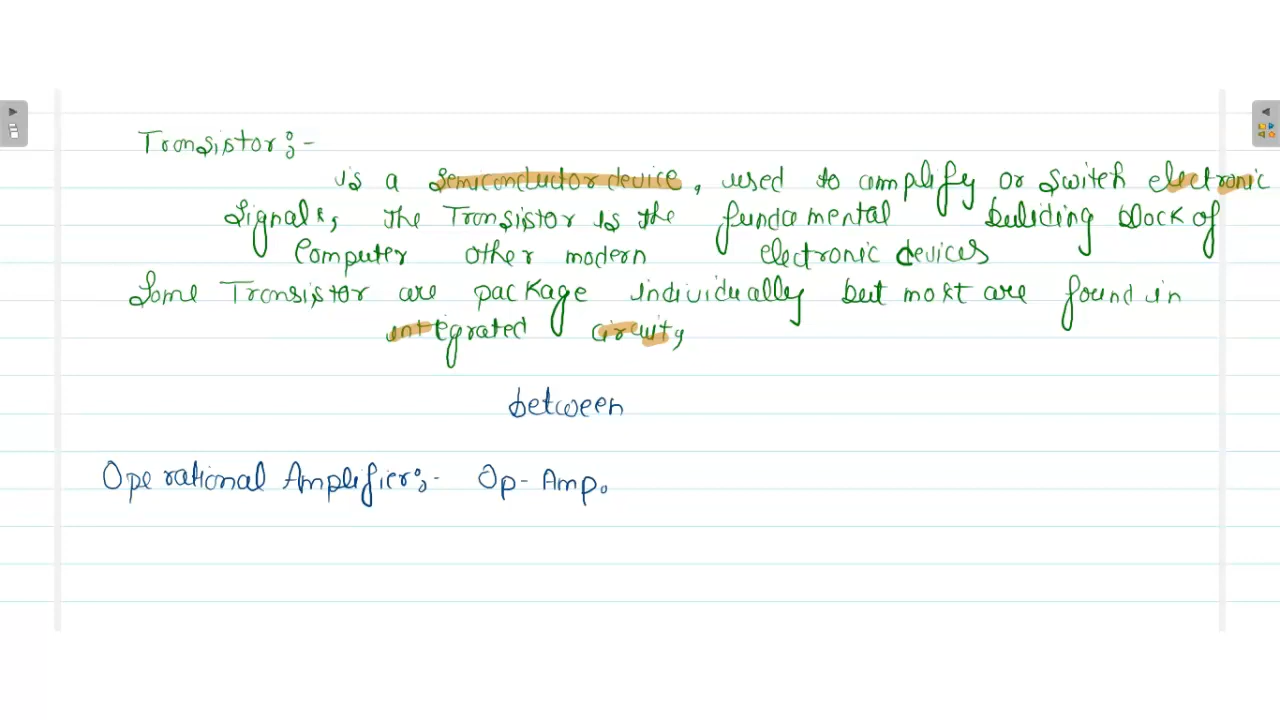 Transistor:-
is a semiconductor device, used to amplify or switch electronic
signals, the Transistor is the fundamental buliding block of
Computer other modern electronic devices
Some Transistor are package individually but most are found in
integrated circuity
between
Operational Amplifier:- Op-Amp.